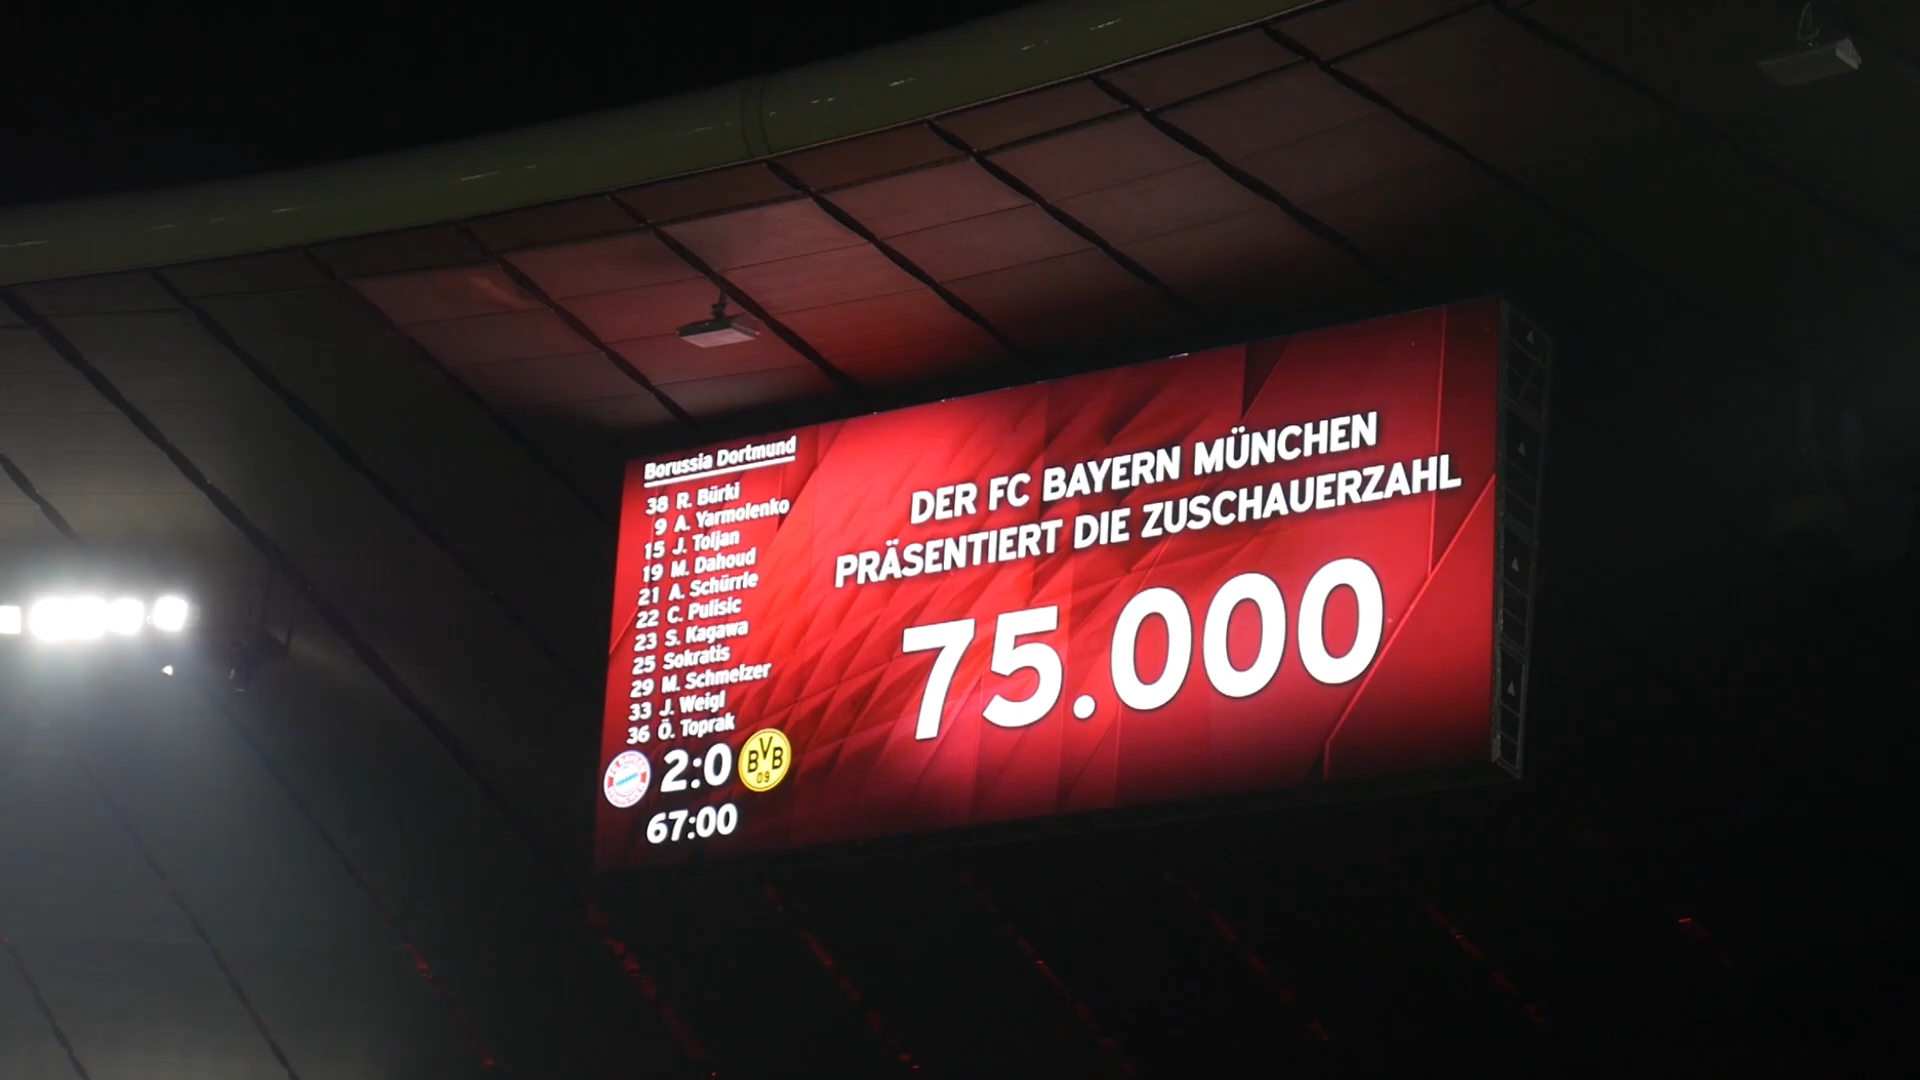 Borussia Dortmund
38 R. Bürki
9 A. Yarmolenko
15 J. Toljan
19 M. Dahoud
21 A. Schürrle
22 C. Pulisic
23 S. Kagawa
25 Sokratis
29 M. Schmelzer
33 J. Weigl
36 Ö. Toprak
2:0
BVB
09
67:00
DER FC BAYERN MÜNCHEN
PRÄSENTIERT DIE ZUSCHAUERZAHL
75.000